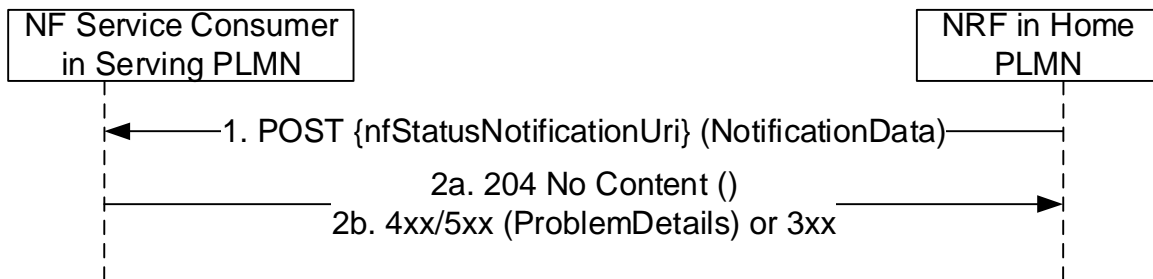 NF Service Consumer
in Serving PLMN
NRF in Home
PLMN
1. POST {nfStatusNotificationUri} (NotificationData)
2a. 204 No Content ()
2b. 4xx/5xx (ProblemDetails) or 3xx